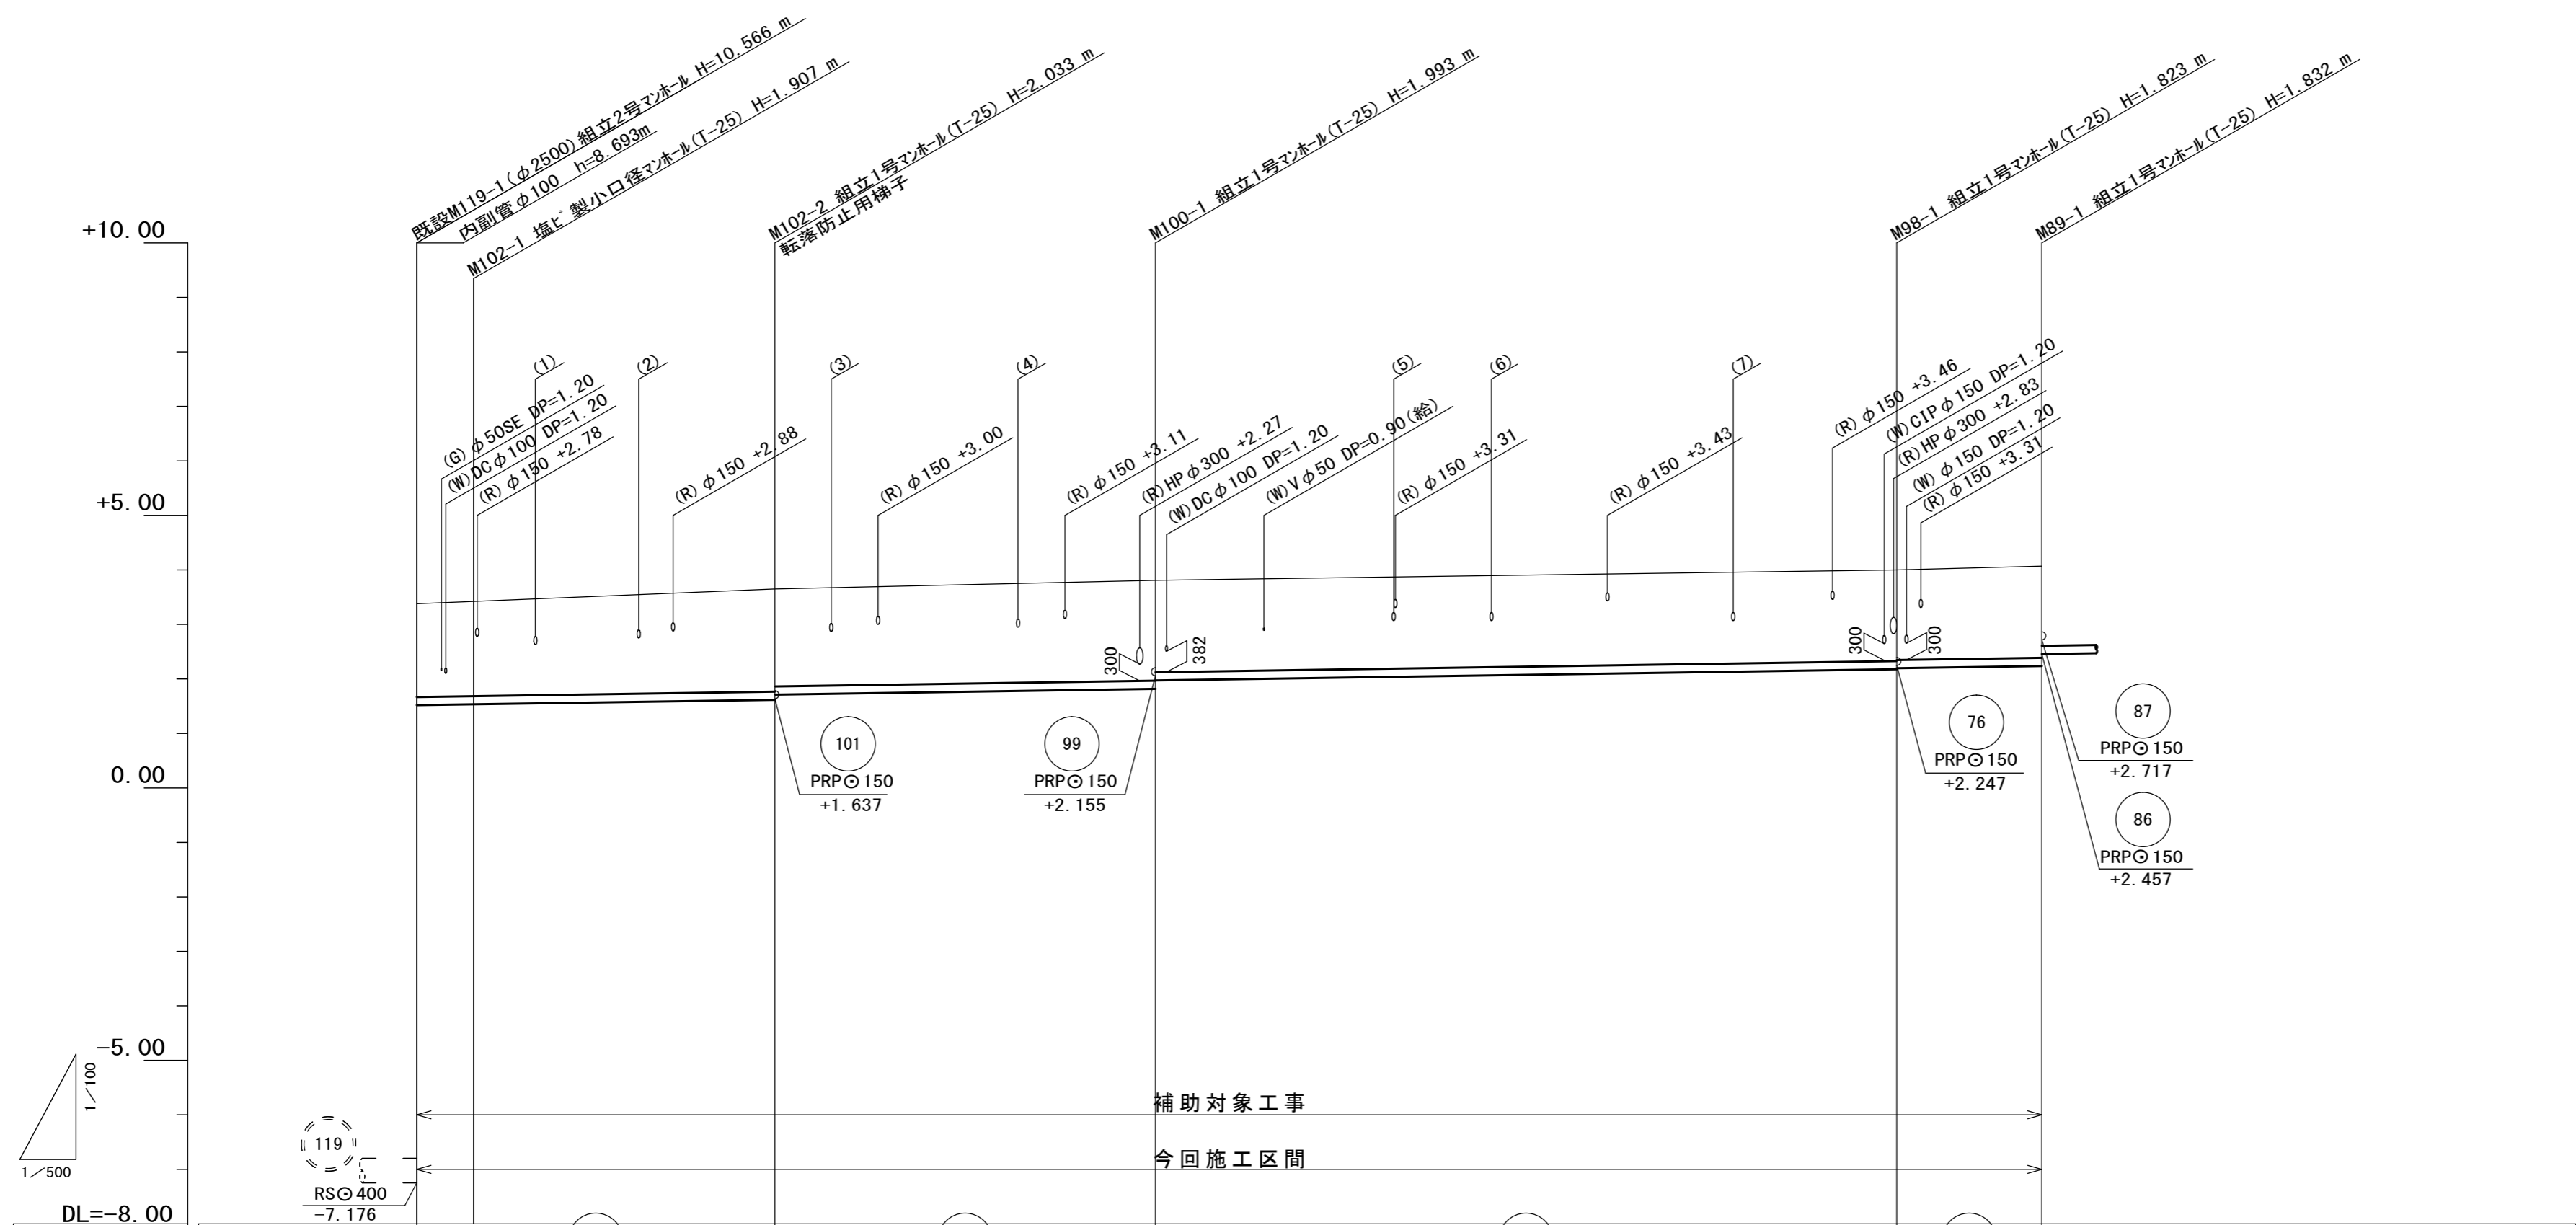 既設M119-1(φ2500)組立2号ﾏﾝﾎｰﾙ H=10.566 m
内副管φ100 h=8.693m
M102-1 塩ﾋﾞ製小口径ﾏﾝﾎｰﾙ(T-25) H=1.907 m
M102-2 組立1号ﾏﾝﾎｰﾙ(T-25) H=2.033 m
転落防止用梯子
M100-1 組立1号ﾏﾝﾎｰﾙ(T-25) H=1.993 m
M98-1 組立1号ﾏﾝﾎｰﾙ(T-25) H=1.823 m
M89-1 組立1号ﾏﾝﾎｰﾙ(T-25) H=1.832 m
+10.00
+5.00
0.00
-5.00
DL=-8.00
(1)
(2)
(3)
(4)
(5)
(6)
(7)
(G)φ50SE DP=1.20
(W)DCφ100 DP=1.20
(R)φ150 +2.78
(R)φ150 +2.88
(R)φ150 +3.00
(R)φ150 +3.11
(R)HPφ300 +2.27
(W)DCφ100 DP=1.20
(W)Vφ50 DP=0.90(給)
(R)φ150 +3.31
(R)φ150 +3.43
(R)φ150 +3.46
(W)CIPφ150 DP=1.20
(R)HPφ300 +2.83
(W)φ150 DP=1.20
(R)φ150 +3.31
300
382
300
300
101
PRP⊙150
+1.637
99
PRP⊙150
+2.155
76
PRP⊙150
+2.247
87
PRP⊙150
+2.717
86
PRP⊙150
+2.457
1/100
1/500
補助対象工事
今回施工区間
119
RS⊙400
-7.176